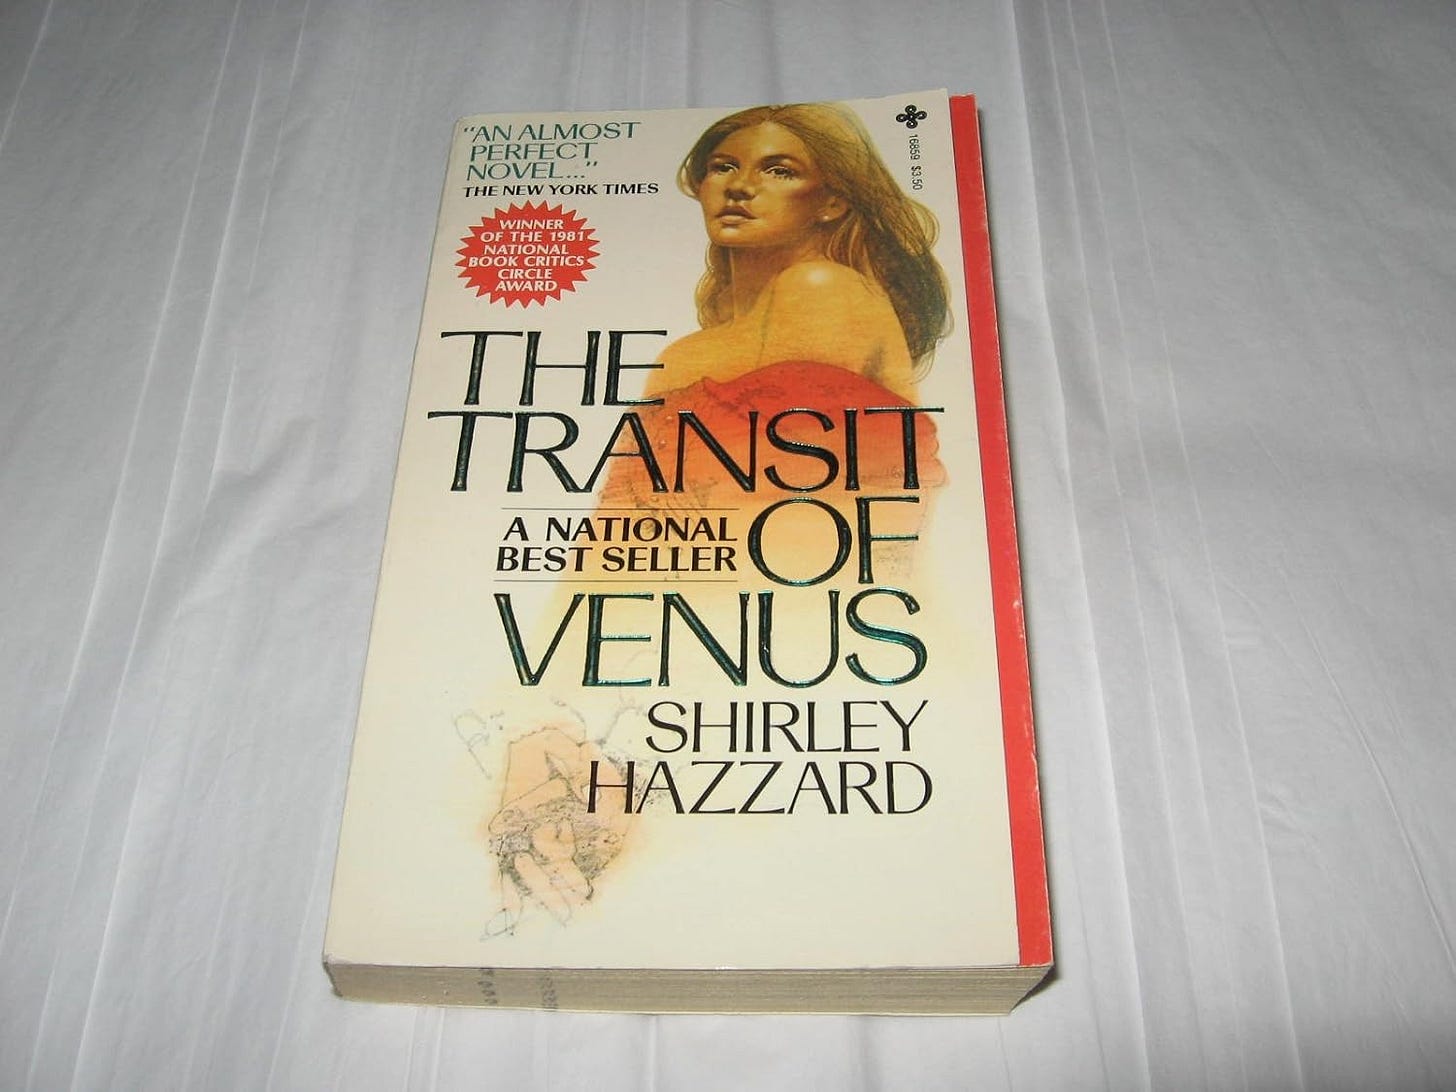 "AN ALMOST
PERFECT
NOVEL..."
THE NEW YORK TIMES
16859 $3.50
WINNER
OF THE 1981
NATIONAL
BOOK CRITICS
CIRCLE
AWARD
THE
TRANSIT
OF
A NATIONAL
BEST SELLER
VENUS
SHIRLEY
HAZZARD